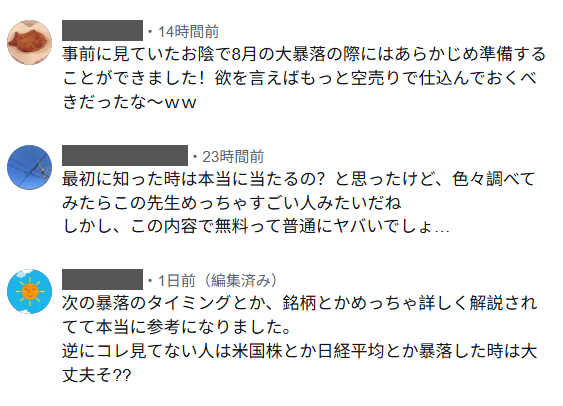 ・14時間前
事前に見ていたお陰で8月の大暴落の際にはあらかじめ準備する
ことができました！欲を言えばもっと空売りで仕込んでおくべ
きだったな〜ｗｗ
・23時間前
最初に知った時は本当に当たるの？と思ったけど、色々調べて
みたらこの先生めっちゃすごい人みたいだね
しかし、この内容で無料って普通にヤバいでしょ…
・1日前（編集済み）
次の暴落のタイミングとか、銘柄とかめっちゃ詳しく解説され
てて本当に参考になりました。
逆にコレ見てない人は米国株とか日経平均とか暴落した時は大
丈夫そ??